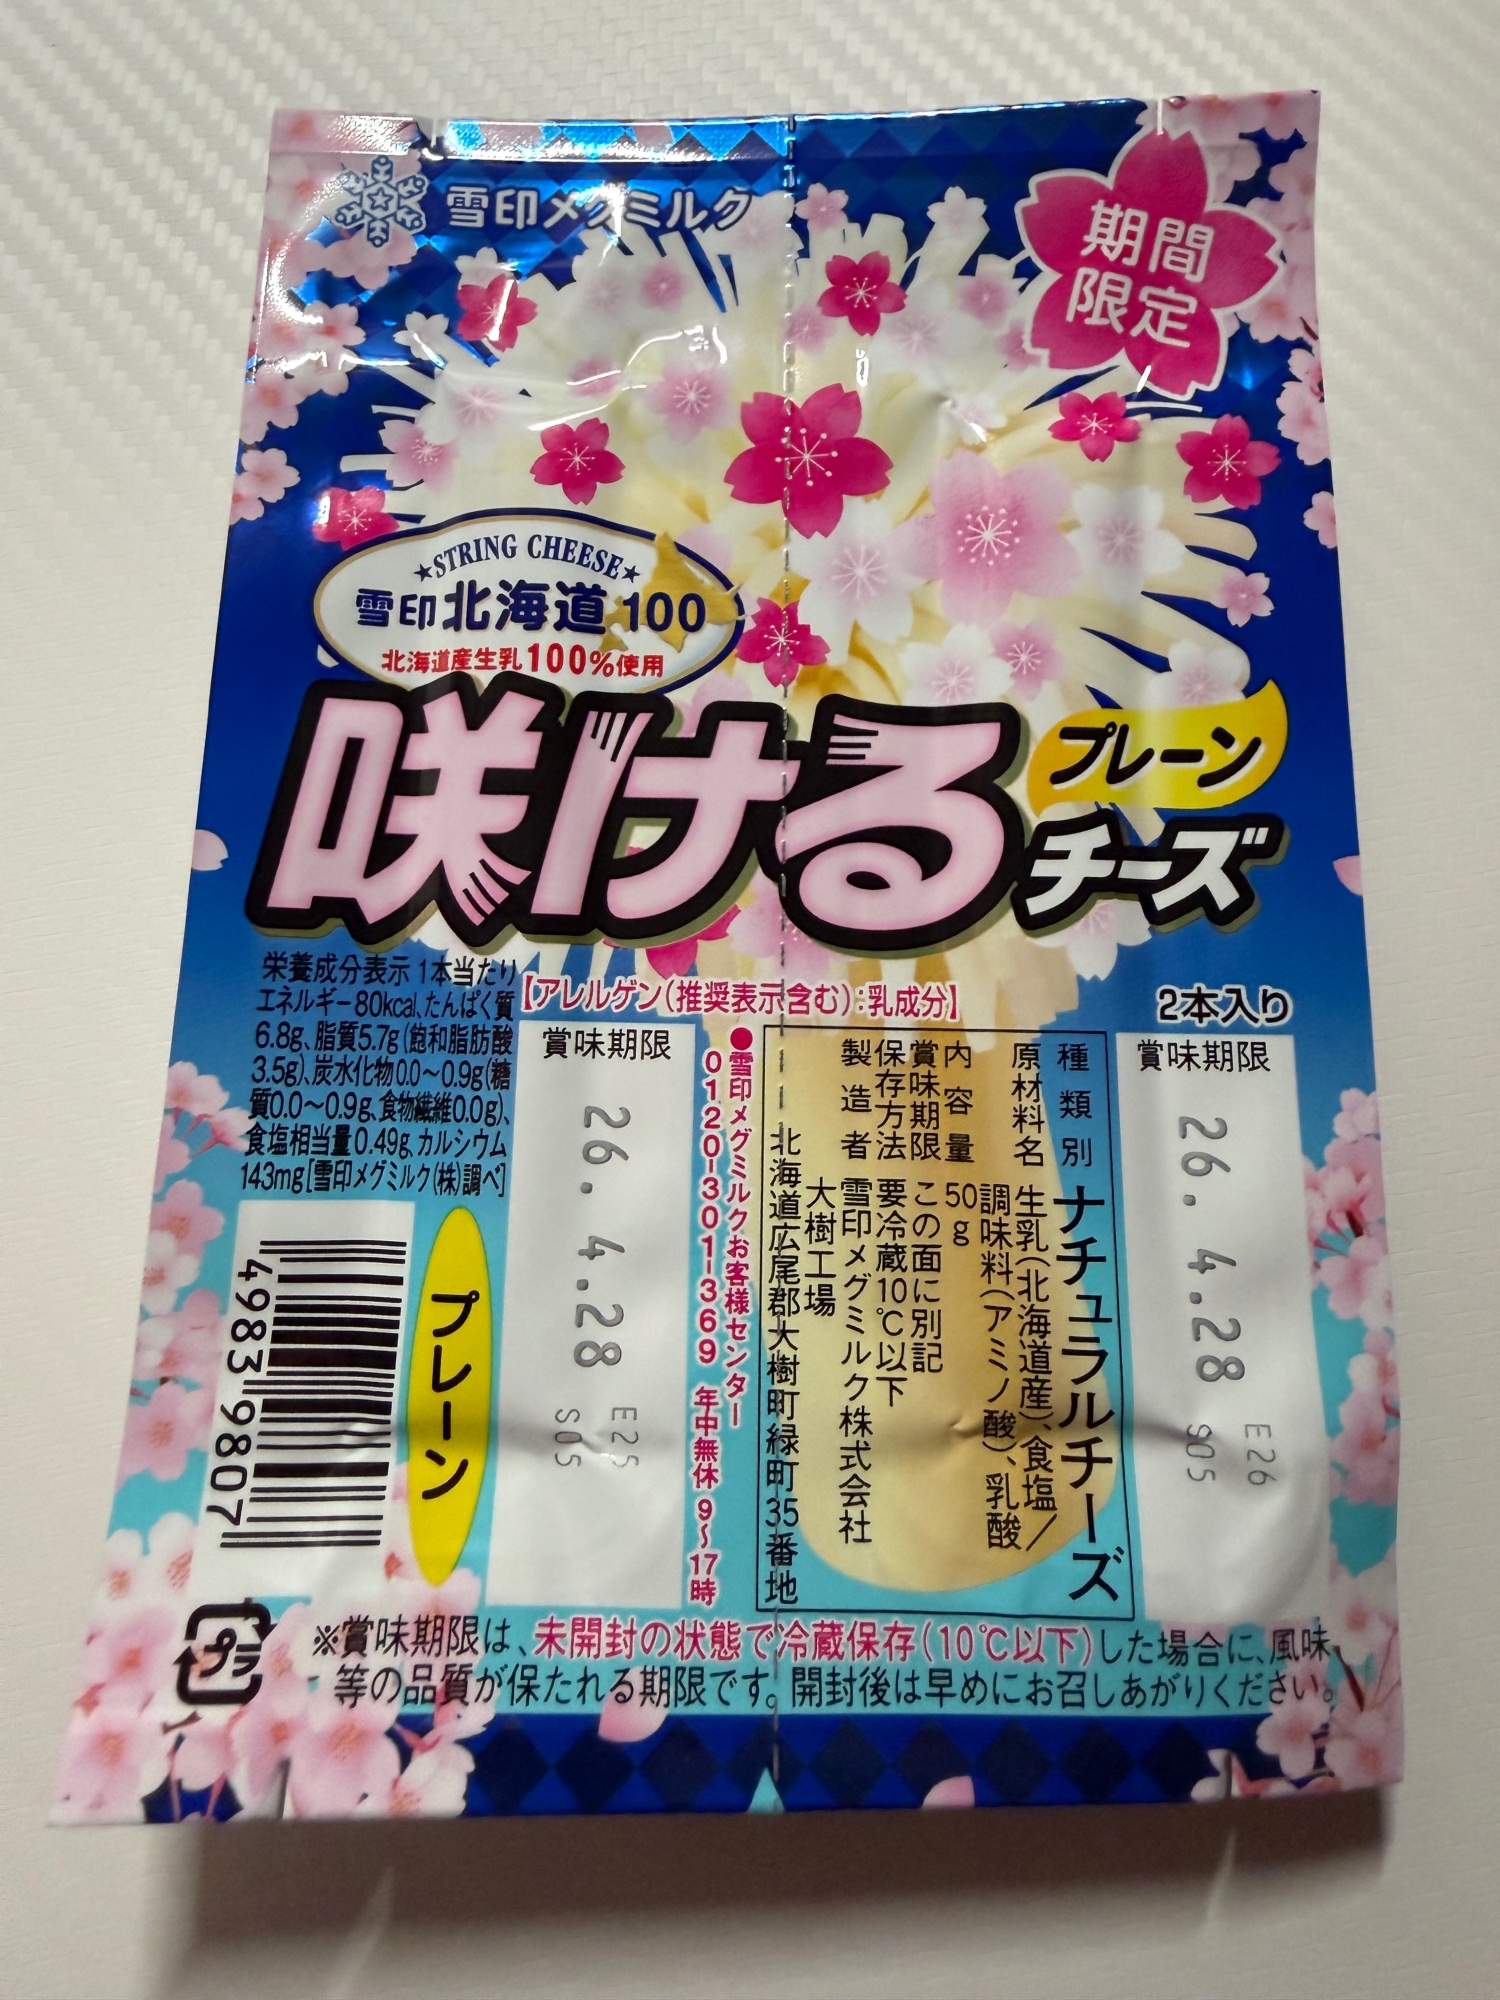 雪印メグミルク
期間
限定
★STRING CHEESE★
雪印北海道100
北海道産生乳100%使用
咲ける
プレーン
チーズ
栄養成分表示 1本当たり
エネルギー80kcal、たんぱく質
6.8g、脂質5.7g(飽和脂肪酸
3.5g)、炭水化物0.0~0.9g(糖
質0.0~0.9g、食物繊維0.0g)、
食塩相当量0.49g、カルシウム
143mg[雪印メグミルク(株)調べ]
【アレルゲン(推奨表示含む):乳成分】
2本入り
賞味期限
26. 4.28
E26
S05
種類別 ナチュラルチーズ
原材料名 生乳(北海道産)、食塩/
調味料(アミノ酸)、乳酸
内容量 50g
賞味期限 この面に別記
保存方法 要冷蔵10℃以下
製造者 雪印メグミルク株式会社
大樹工場
北海道広尾郡大樹町緑町35番地
●雪印メグミルクお客様センター
0120-301-369 年中無休 9~17時
賞味期限
26. 4.28
E25
S05
プレーン
4983 9807
プラ
※賞味期限は、未開封の状態で冷蔵保存(10℃以下)した場合に、風味
等の品質が保たれる期限です。開封後は早めにお召しあがりください。